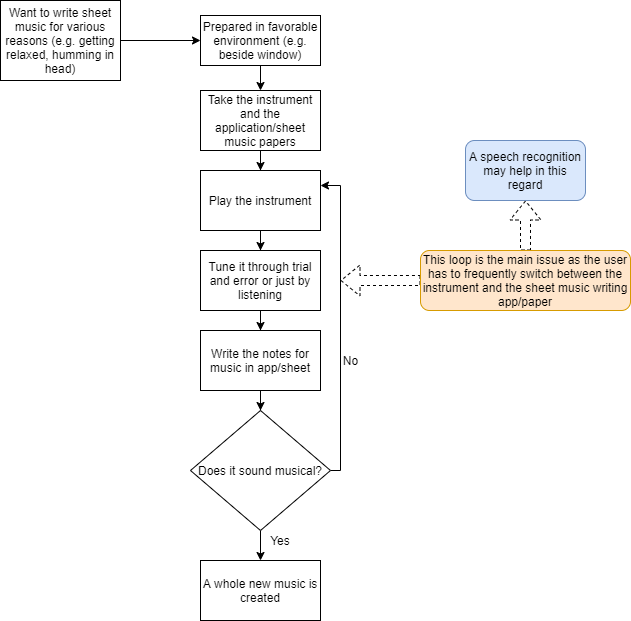 Want to write sheet
music for various
reasons (e.g. getting
relaxed, humming in
head)
Prepared in favorable
environment (e.g.
beside window)
Take the instrument
and the
application/sheet
music papers
Play the instrument
Tune it through trial
and error or just by
listening
Write the notes for
music in app/sheet
Does it sound musical?
No
Yes
A whole new music is
created
A speech recognition
may help in this
regard
This loop is the main issue as the user
has to frequently switch between the
instrument and the sheet music writing
app/paper